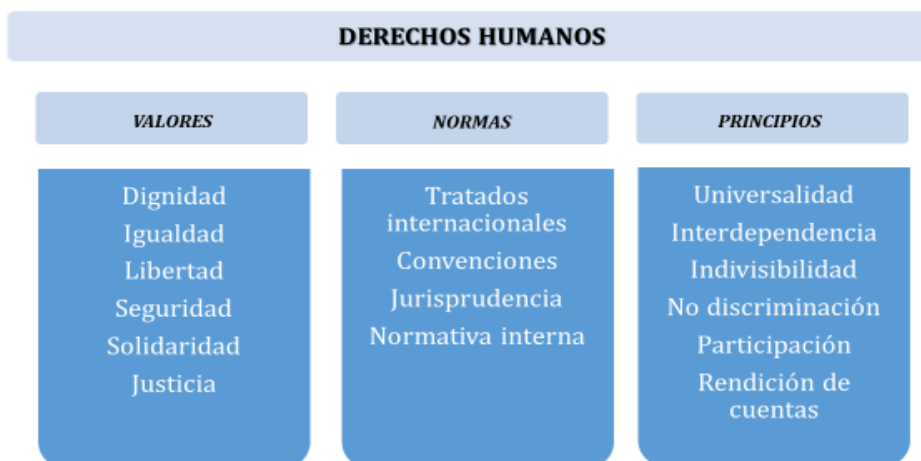 DERECHOS HUMANOS
VALORES
Dignidad
Igualdad
Libertad
Seguridad
Solidaridad
Justicia
NORMAS
Tratados
internacionales
Convenciones
Jurisprudencia
Normativa interna
PRINCIPIOS
Universalidad
Interdependencia
Indivisibilidad
No discriminación
Participación
Rendición de
cuentas